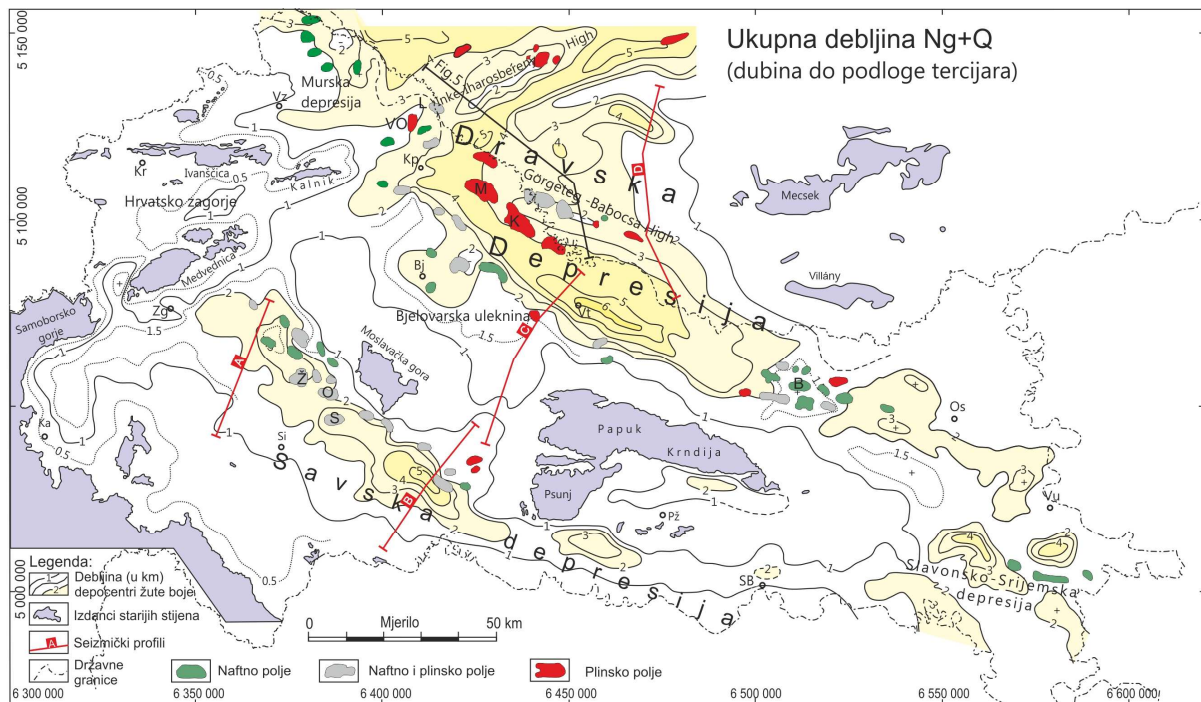 Ukupna debljina Ng+Q
(dubina do podloge tercijara)
5 150 000
5 100 000
5 000 000
6 300 000
6 350 000
6 400 000
6 450 000
6 500 000
6 550 000
6 600 000
Murska
depresija
Vz
VO
L
Kp
Fig.5
Inkeniharosberenj
High
Dravska
Depresija
Görgeteg -Babocsa High
M
K
D
Kr
Ivanščica
Kalnik
Hrvatsko zagorje
Medvednica
Samoborsko
gorje
Zg
Bj
Bjelovarska uleknina
Vt
C
Mecsek
Villány
A
Moslavačka
gora
Ž
O
S
Ka
Si
Savska
depresija
B
Papuk
Krndija
Psunj
Pž
B
Os
Vu
SB
Slavonsko-Srijemska
depresija
Legenda:
Debljina (u km)
depocentri žute boje
Izdanci starijih stijena
A
Seizmički profili
Državne
granice
0 Mjerilo 50 km
Naftno polje
Naftno i plinsko polje
Plinsko polje